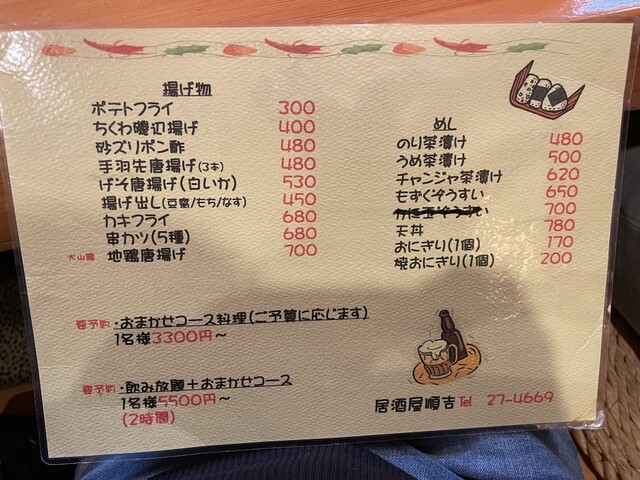 揚げ物
ポテトフライ 300
ちくわ磯辺揚げ 400
砂ズリポン酢 480
手羽先唐揚げ(3本) 480
げそ唐揚げ(白いか) 530
揚げ出し(豆腐/もち/なす) 450
カキフライ 680
串カツ(5種) 680
大山鶏 地鶏唐揚げ 700
めし
のり茶漬け 480
うめ茶漬け 500
チャンジャ茶漬け 620
もずくぞうすい 650
かに玉ぞうすい 700
天丼 780
おにぎり(1個) 170
焼おにぎり(1個) 200
要予約 ・おまかせコース料理(ご予算に応じます)
1名様3300円～
要予約 ・飲み放題+おまかせコース
1名様5500円～
(2時間)
居酒屋順吉 Tel 27-4669